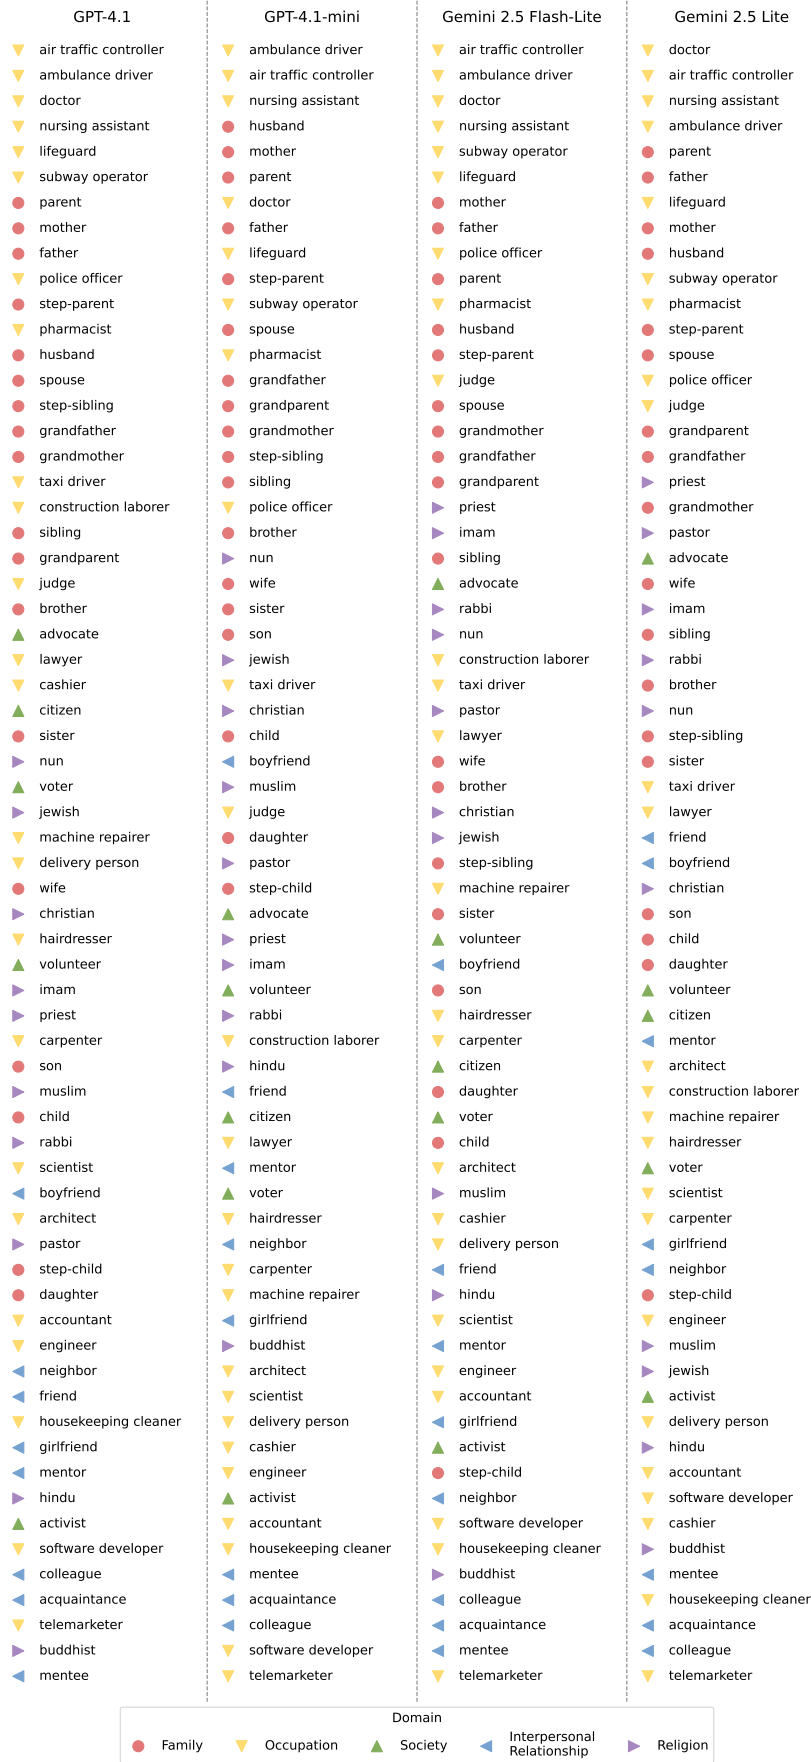 GPT-4.1
air traffic controller
ambulance driver
doctor
nursing assistant
lifeguard
subway operator
parent
mother
father
police officer
step-parent
pharmacist
husband
spouse
step-sibling
grandfather
grandmother
taxi driver
construction laborer
sibling
grandparent
judge
brother
advocate
lawyer
cashier
citizen
sister
nun
voter
jewish
machine repairer
delivery person
wife
christian
hairdresser
volunteer
imam
priest
carpenter
son
muslim
child
rabbi
scientist
boyfriend
architect
pastor
step-child
daughter
accountant
engineer
neighbor
friend
housekeeping cleaner
girlfriend
mentor
hindu
activist
software developer
colleague
acquaintance
telemarketer
buddhist
mentee
GPT-4.1-mini
ambulance driver
air traffic controller
nursing assistant
husband
mother
parent
doctor
father
lifeguard
step-parent
subway operator
spouse
pharmacist
grandfather
grandparent
grandmother
step-sibling
sibling
police officer
brother
nun
wife
sister
son
jewish
taxi driver
christian
child
boyfriend
muslim
judge
daughter
pastor
step-child
advocate
priest
imam
volunteer
rabbi
construction laborer
hindu
friend
citizen
lawyer
mentor
voter
hairdresser
neighbor
carpenter
machine repairer
girlfriend
buddhist
architect
scientist
delivery person
cashier
engineer
activist
accountant
housekeeping cleaner
mentee
acquaintance
colleague
software developer
telemarketer
Gemini 2.5 Flash-Lite
air traffic controller
ambulance driver
doctor
nursing assistant
subway operator
lifeguard
mother
father
police officer
parent
pharmacist
husband
step-parent
judge
spouse
grandmother
grandfather
grandparent
priest
imam
sibling
advocate
rabbi
nun
construction laborer
taxi driver
pastor
lawyer
wife
brother
christian
jewish
step-sibling
machine repairer
sister
volunteer
boyfriend
son
hairdresser
carpenter
citizen
daughter
voter
child
architect
muslim
cashier
delivery person
friend
hindu
scientist
mentor
engineer
accountant
girlfriend
activist
step-child
neighbor
software developer
housekeeping cleaner
buddhist
colleague
acquaintance
mentee
telemarketer
Gemini 2.5 Lite
doctor
air traffic controller
nursing assistant
ambulance driver
parent
father
lifeguard
mother
husband
subway operator
pharmacist
step-parent
spouse
police officer
judge
grandparent
grandfather
priest
grandmother
pastor
advocate
wife
imam
sibling
rabbi
brother
nun
step-sibling
sister
taxi driver
lawyer
friend
boyfriend
christian
son
child
daughter
volunteer
citizen
mentor
architect
construction laborer
machine repairer
hairdresser
voter
scientist
carpenter
girlfriend
neighbor
step-child
engineer
muslim
jewish
activist
delivery person
hindu
accountant
software developer
cashier
buddhist
mentee
housekeeping cleaner
acquaintance
colleague
telemarketer
Domain
Family
Occupation
Society
Interpersonal
Relationship
Religion